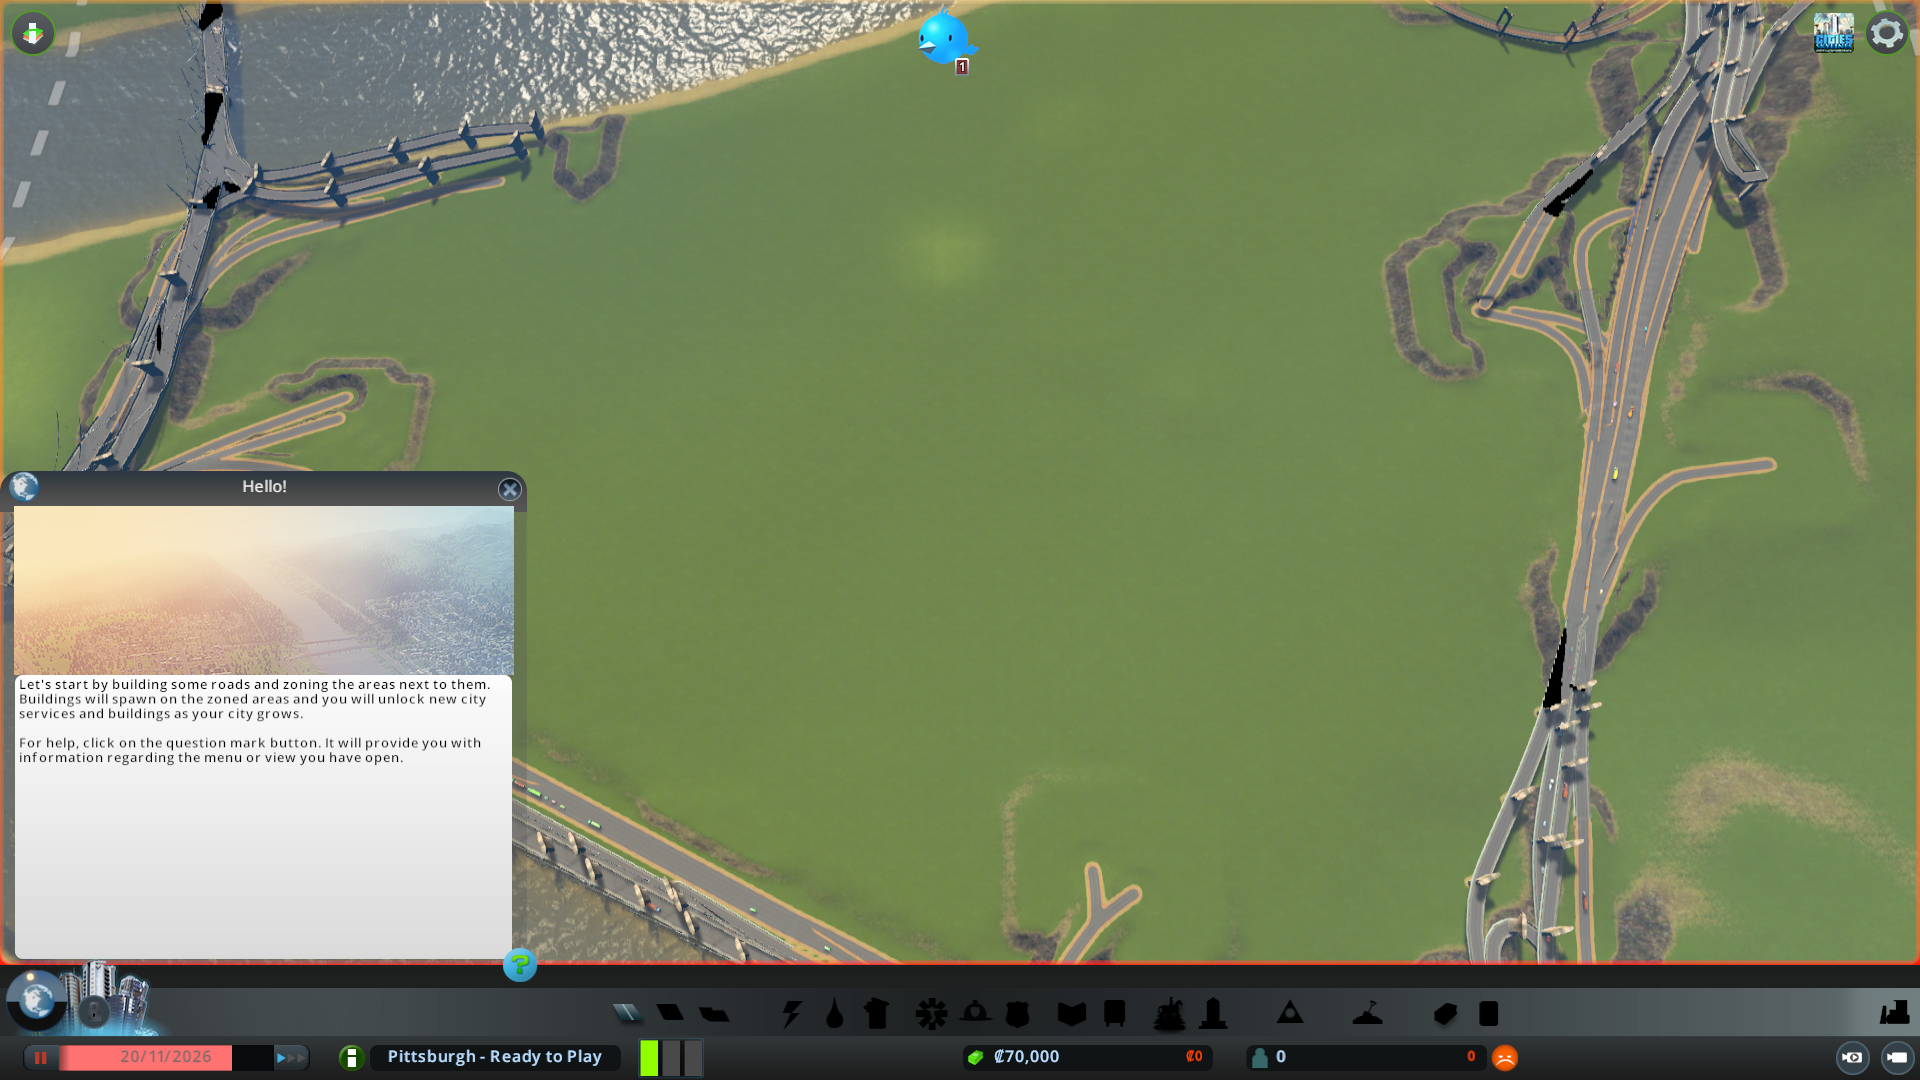 1
CITIES
SKYLINES
Hello!
Let's start by building some roads and zoning the areas next to them.
Buildings will spawn on the zoned areas and you will unlock new city
services and buildings as your city grows.
For help, click on the question mark button. It will provide you with
information regarding the menu or view you have open.
?
20/11/2026
Pittsburgh - Ready to Play
₡70,000
₡0
0
0